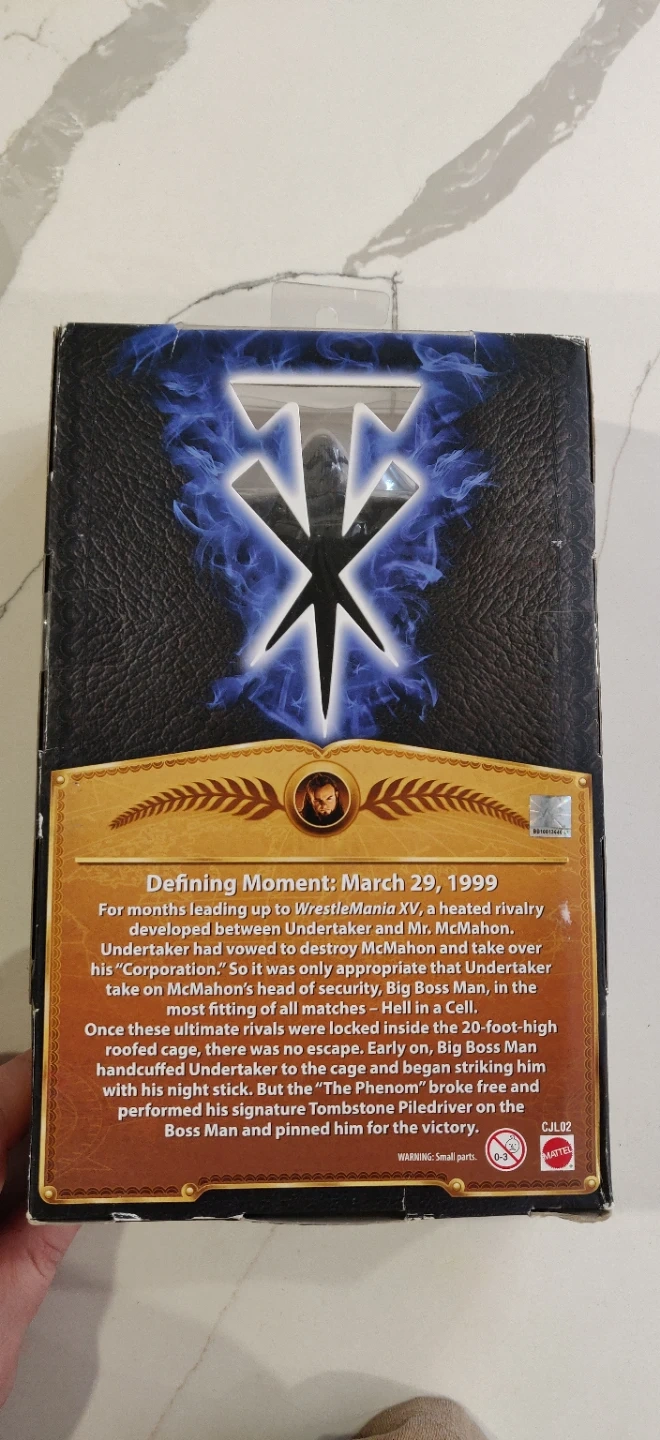 Defining Moment: March 29, 1999
For months leading up to WrestleMania XV, a heated rivalry
developed between Undertaker and Mr. McMahon.
Undertaker had vowed to destroy McMahon and take over
his “Corporation.” So it was only appropriate that Undertaker
take on McMahon’s head of security, Big Boss Man, in the
most fitting of all matches – Hell in a Cell.
Once these ultimate rivals were locked inside the 20-foot-high
roofed cage, there was no escape. Early on, Big Boss Man
handcuffed Undertaker to the cage and began striking him
with his night stick. But the “The Phenom” broke free and
performed his signature Tombstone Piledriver on the
Boss Man and pinned him for the victory.
CJL02
WARNING: Small parts.
0-3
MATTEL